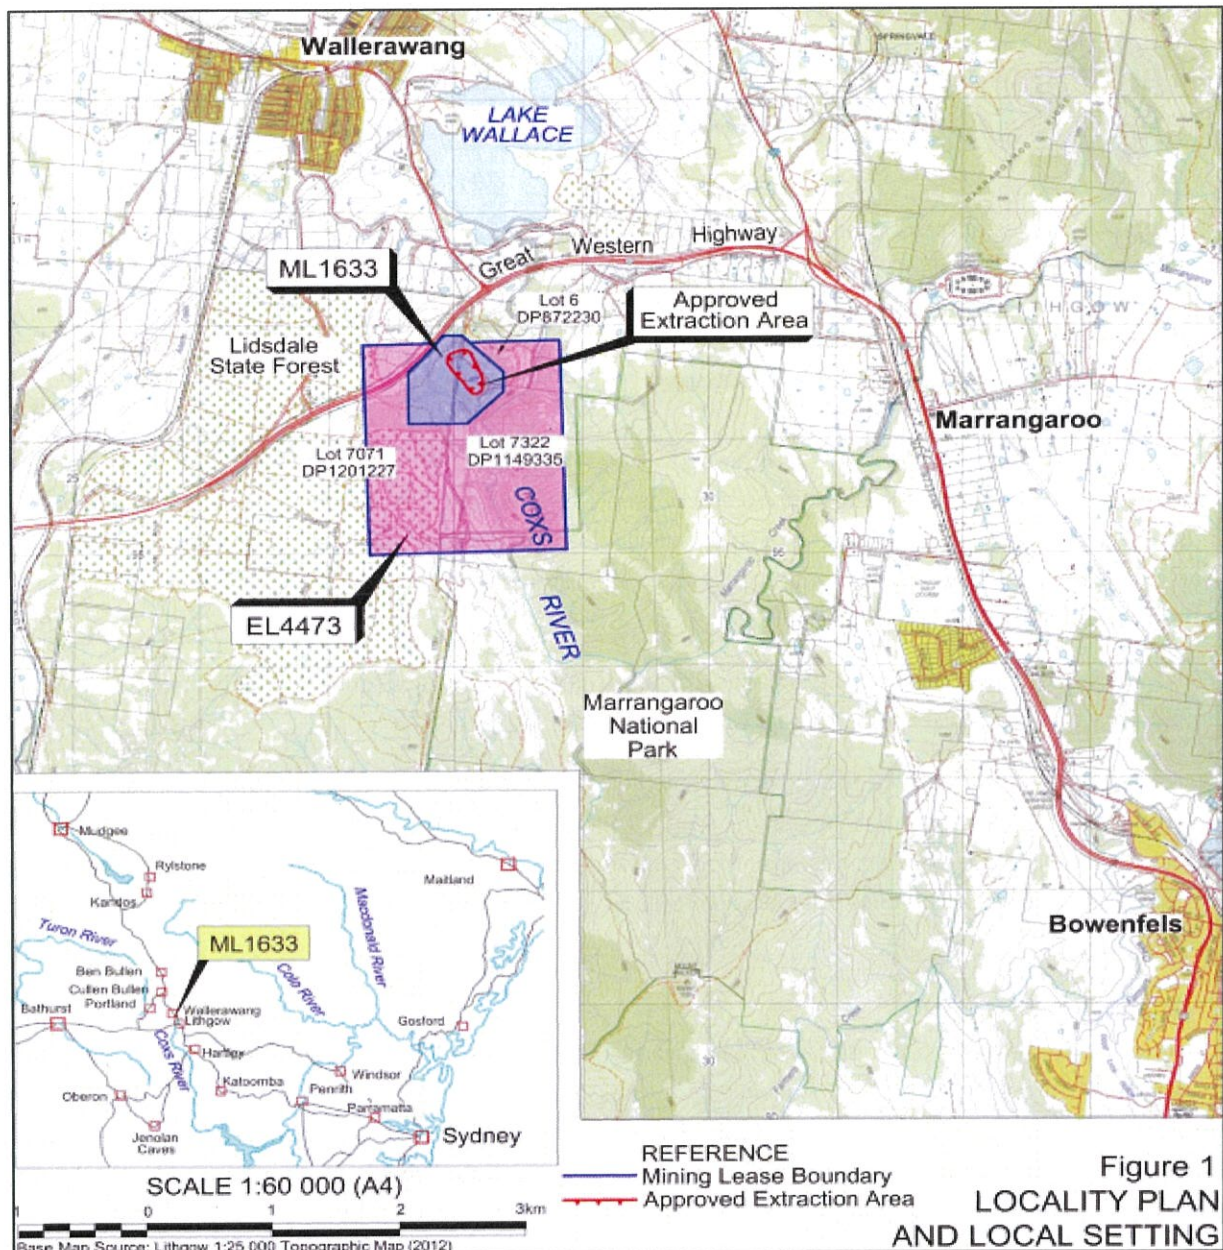 Wallerawang
SPRINGVALE
LAKE
WALLACE
Great Western Highway
ML1633
Lot 6
DP872230
Approved
Extraction Area
Lidsdale
State Forest
Marrangaroo
Lot 7071
DP1201227
Lot 7322
DP1149335
25
30
COXS
RIVER
EL4473
Marrangaroo
National
Park
Bowenfels
30
Mudgee
Rylstone
Kandos
Maitland
Turon River
Macdonald River
ML1633
Colo River
Ben Bullen
Cullen Bullen
Portland
Bathurst
Wallerawang
Lithgow
Gosford
Coxs River
Hartley
Windsor
Katoomba
Penrith
Oberon
Parramatta
Jenolan
Caves
Sydney
SCALE 1:60 000 (A4)
1 0 1 2 3km
Base Map Source: Lithgow 1:25 000 Topographic Map (2012)
REFERENCE
Mining Lease Boundary
Approved Extraction Area
Figure 1
LOCALITY PLAN
AND LOCAL SETTING